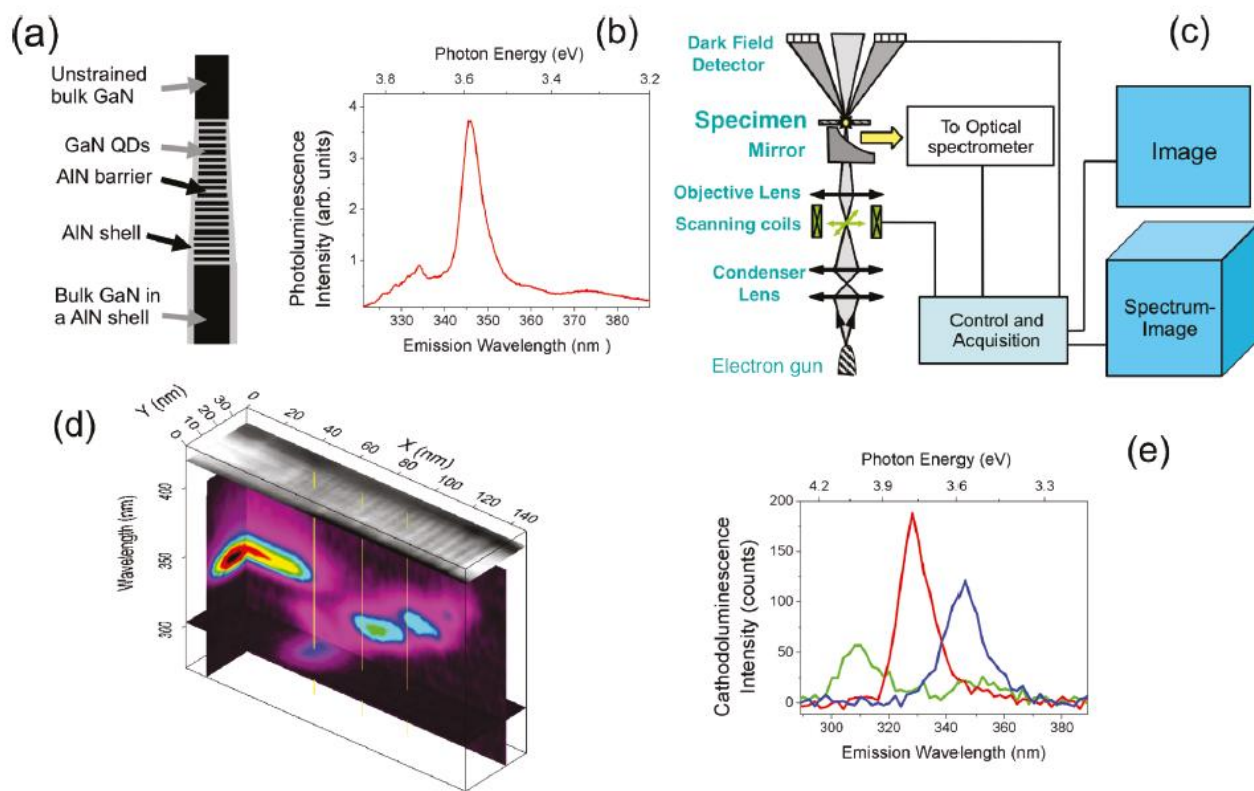 (a)
Unstrained
bulk GaN
GaN QDs
AlN barrier
AlN shell
Bulk GaN in
a AlN shell
(b)
Photon Energy (eV)
3.8 3.6 3.4 3.2
Photoluminescence
Intensity (arb. units)
4
3
2
1
330 340 350 360 370 380
Emission Wavelength (nm )
(c)
Dark Field
Detector
Specimen
Mirror
To Optical
spectrometer
Objective Lens
Scanning coils
Condenser
Lens
Electron gun
Control and
Acquisition
Image
Spectrum-
Image
(d)
Y (nm)
0 10 20 30
X (nm)
0 20 40 60 80 100 120 140
Wavelength (nm)
400
350
300
(e)
Photon Energy (eV)
4.2 3.9 3.6 3.3
Cathodoluminescence
Intensity (counts)
200
150
100
50
0
300 320 340 360 380
Emission Wavelength (nm)